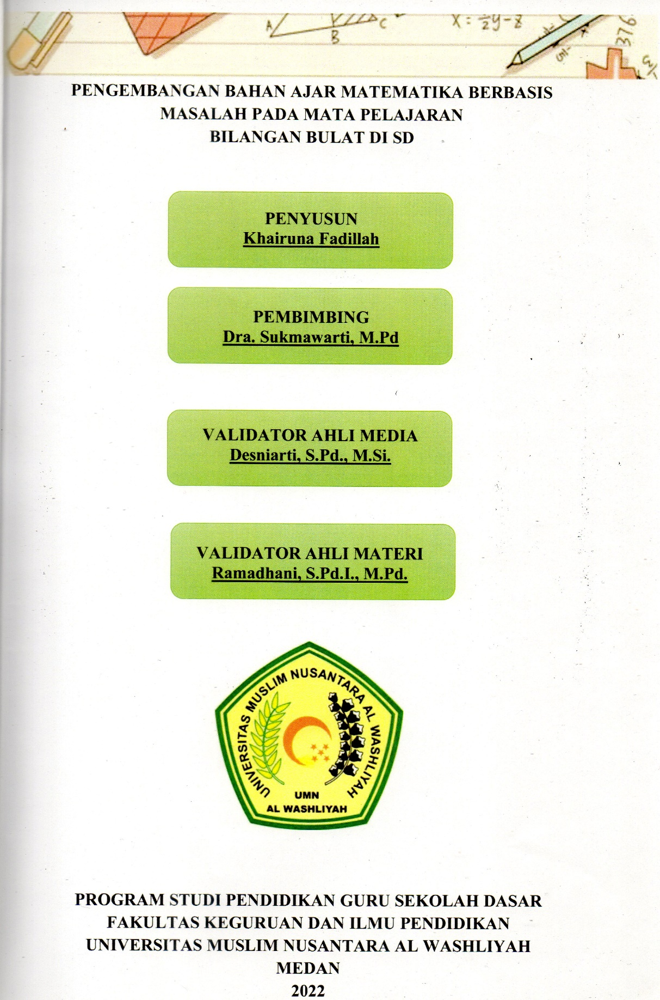 A
B
C
X = ½y-z
376
PENGEMBANGAN BAHAN AJAR MATEMATIKA BERBASIS
MASALAH PADA MATA PELAJARAN
BILANGAN BULAT DI SD
PENYUSUN
Khairuna Fadillah
PEMBIMBING
Dra. Sukmawarti, M.Pd
VALIDATOR AHLI MEDIA
Desniarti, S.Pd., M.Si.
VALIDATOR AHLI MATERI
Ramadhani, S.Pd.I., M.Pd.
UNIVERSITAS MUSLIM NUSANTARA AL WASHLIYAH
UMN
AL WASHLIYAH
PROGRAM STUDI PENDIDIKAN GURU SEKOLAH DASAR
FAKULTAS KEGURUAN DAN ILMU PENDIDIKAN
UNIVERSITAS MUSLIM NUSANTARA AL WASHLIYAH
MEDAN
2022